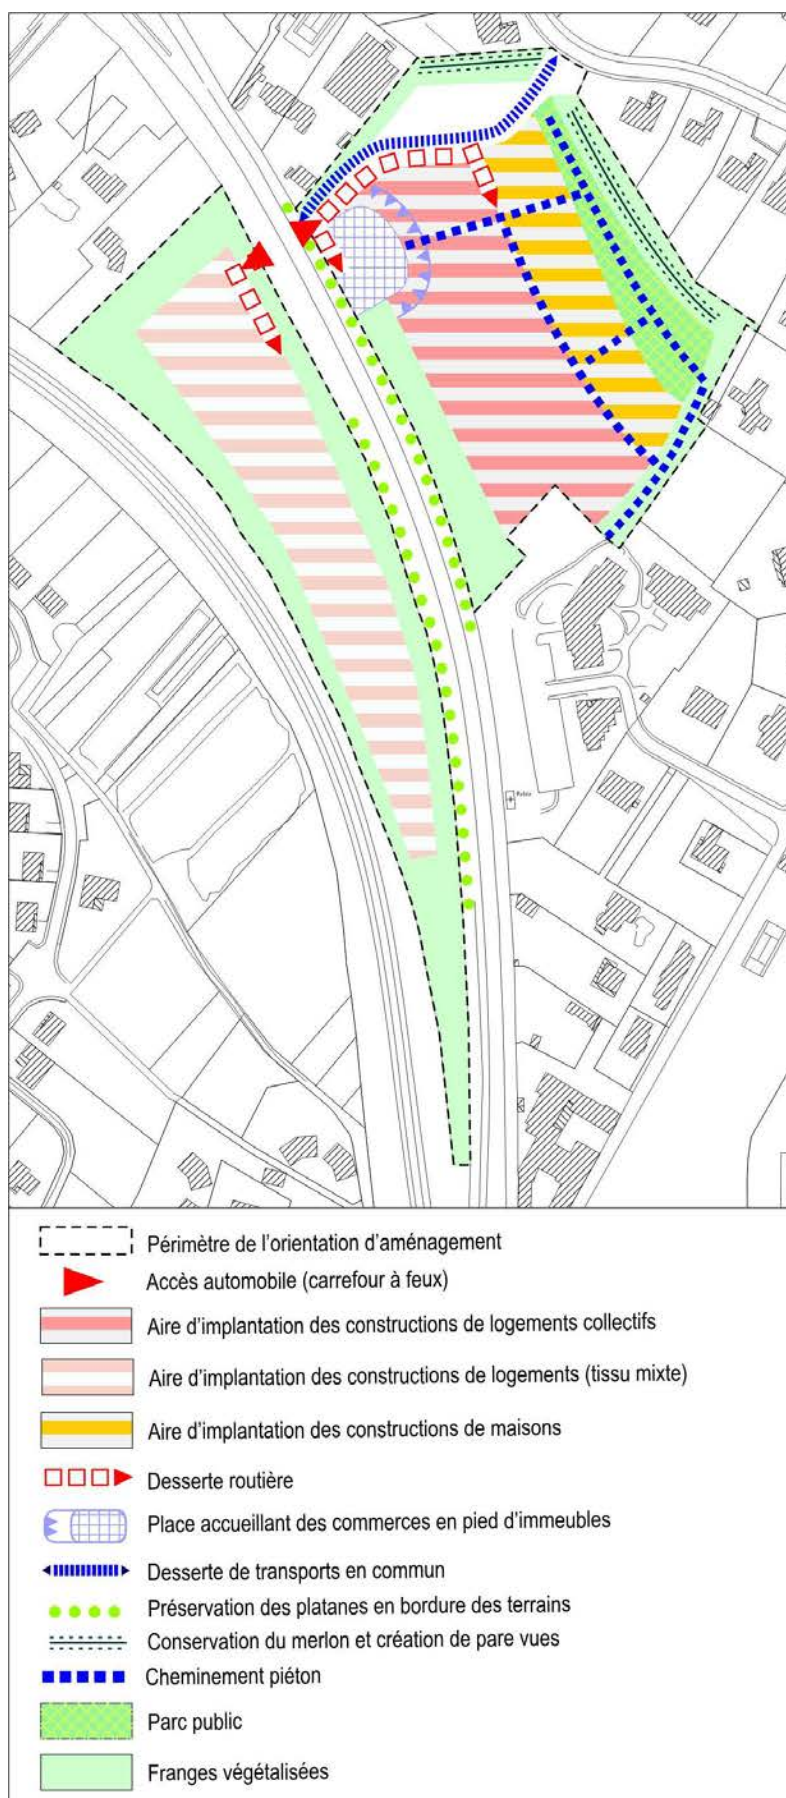 Périmètre de l'orientation d'aménagement
Accès automobile (carrefour à feux)
Aire d'implantation des constructions de logements collectifs
Aire d'implantation des constructions de logements (tissu mixte)
Aire d'implantation des constructions de maisons
Desserte routière
Place accueillant des commerces en pied d'immeubles
Desserte de transports en commun
Préservation des platanes en bordure des terrains
Conservation du merlon et création de pare vues
Cheminement piéton
Parc public
Franges végétalisées